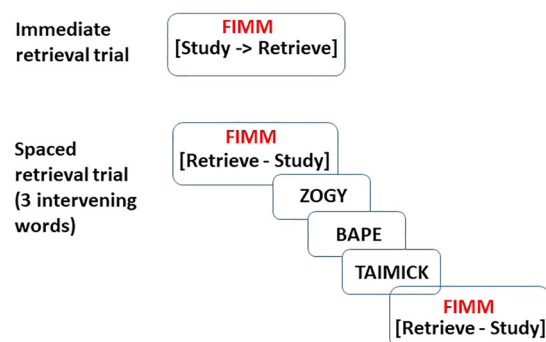 Immediate
retrieval trial
FIMM
[Study -> Retrieve]
Spaced
retrieval trial
(3 intervening
words)
FIMM
[Retrieve - Study]
ZOGY
BAPE
TAIMICK
FIMM
[Retrieve - Study]